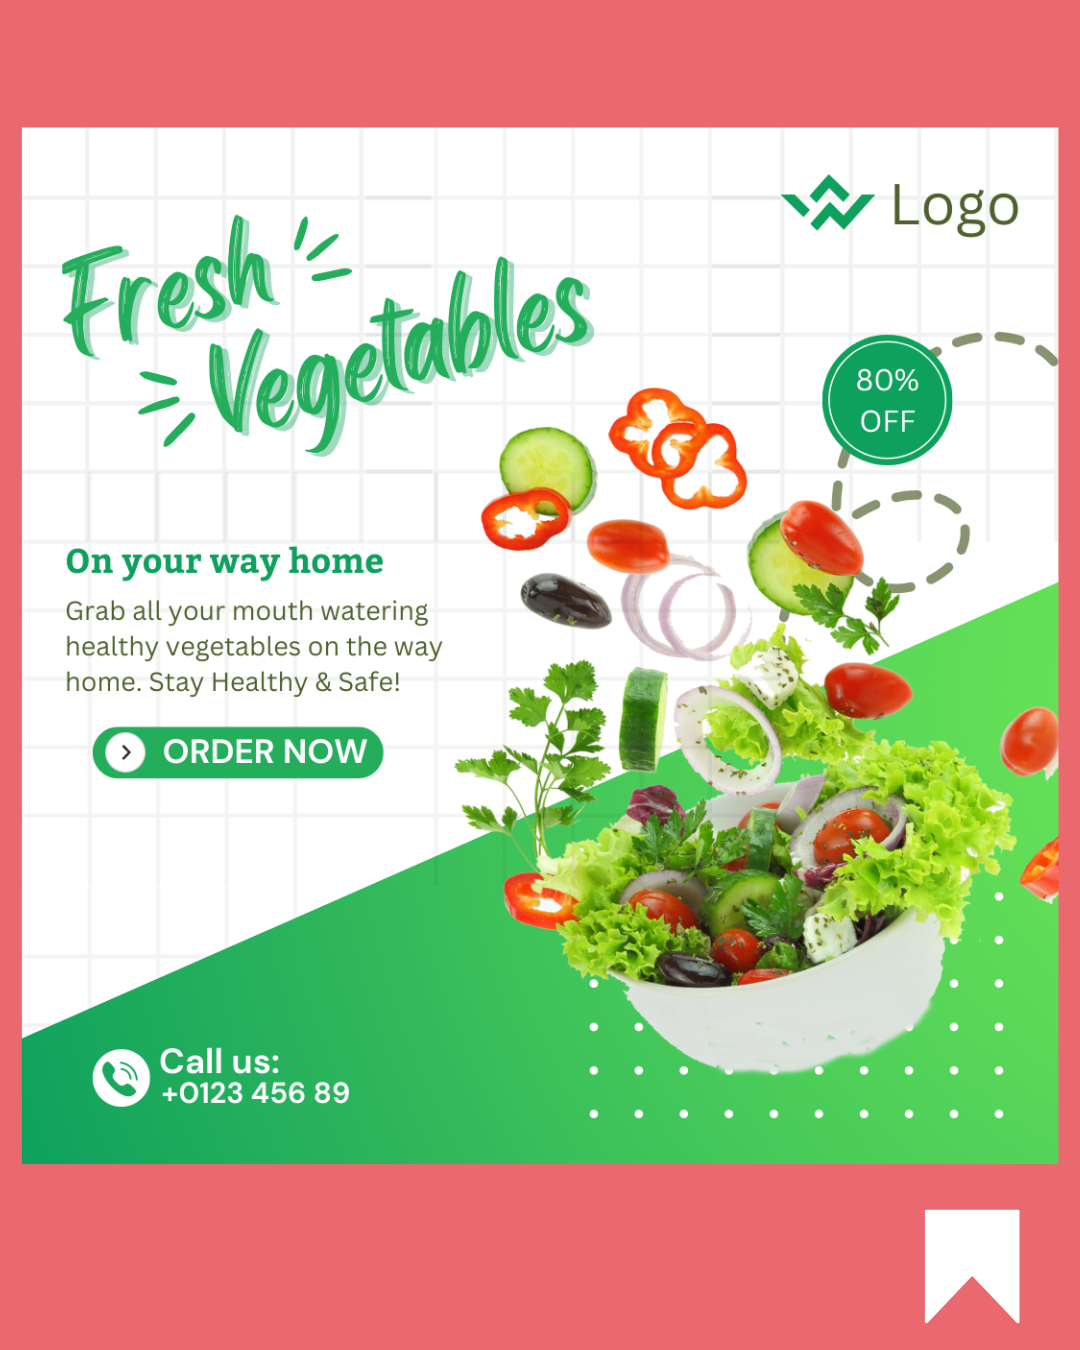 Logo
Fresh
Vegetables
80%
OFF
On your way home
Grab all your mouth watering
healthy vegetables on the way
home. Stay Healthy & Safe!
ORDER NOW
Call us:
+0123 456 89